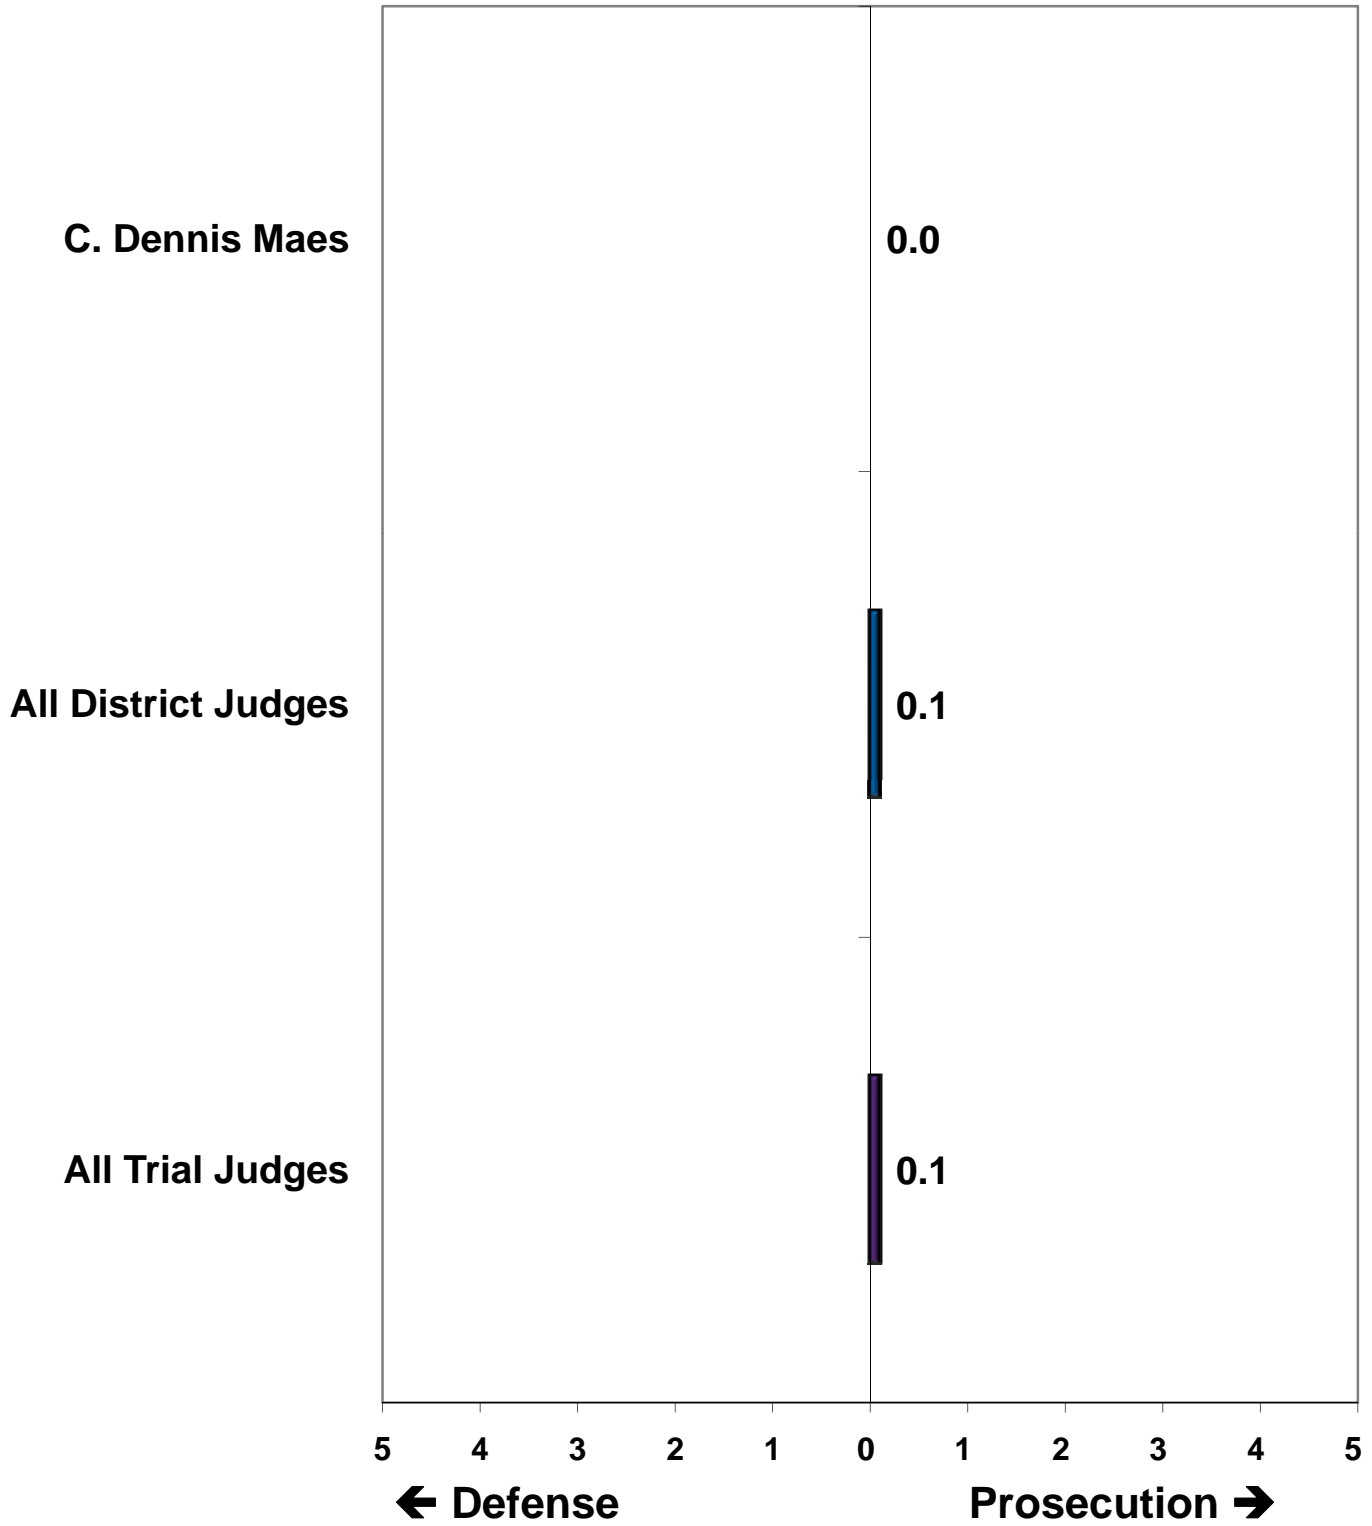 C. Dennis Maes 0.0
All District Judges 0.1
All Trial Judges 0.1
5 4 3 2 1 0 1 2 3 4 5
← Defense Prosecution →